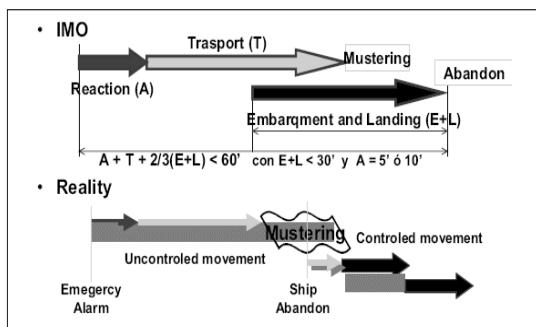 • IMO
Trasport (T)
Mustering
Abandon
Reaction (A)
Embarqment and Landing (E+L)
A + T + 2/3(E+L) < 60’ con E+L < 30’ y A = 5’ ó 10’
• Reality
Mustering
Controled movement
Uncontroled movement
Emegercy
Alarm
Ship
Abandon